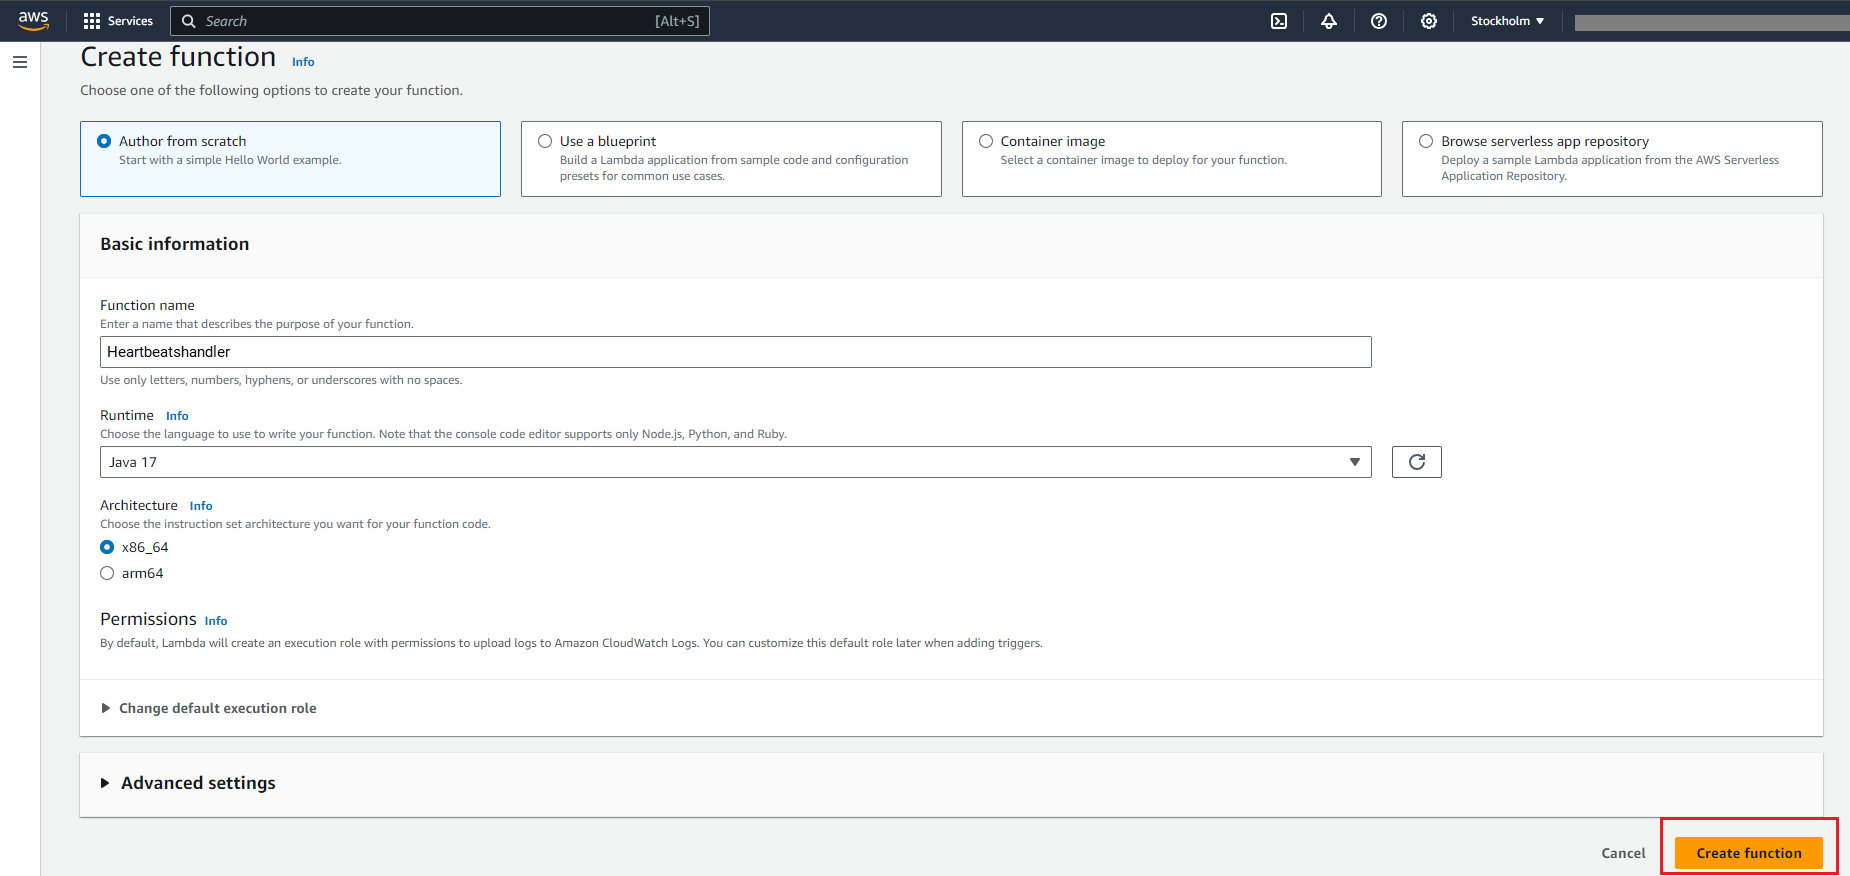 aws Services Search [Alt+S] Stockholm
Create function Info
Choose one of the following options to create your function.
Author from scratch
Start with a simple Hello World example.
Use a blueprint
Build a Lambda application from sample code and configuration
presets for common use cases.
Container image
Select a container image to deploy for your function.
Browse serverless app repository
Deploy a sample Lambda application from the AWS Serverless
Application Repository.
Basic information
Function name
Enter a name that describes the purpose of your function.
Heartbeatshandler
Use only letters, numbers, hyphens, or underscores with no spaces.
Runtime Info
Choose the language to use to write your function. Note that the console code editor supports only Node.js, Python, and Ruby.
Java 17
Architecture Info
Choose the instruction set architecture you want for your function code.
x86_64
arm64
Permissions Info
By default, Lambda will create an execution role with permissions to upload logs to Amazon CloudWatch Logs. You can customize this default role later when adding triggers.
Change default execution role
Advanced settings
Cancel Create function